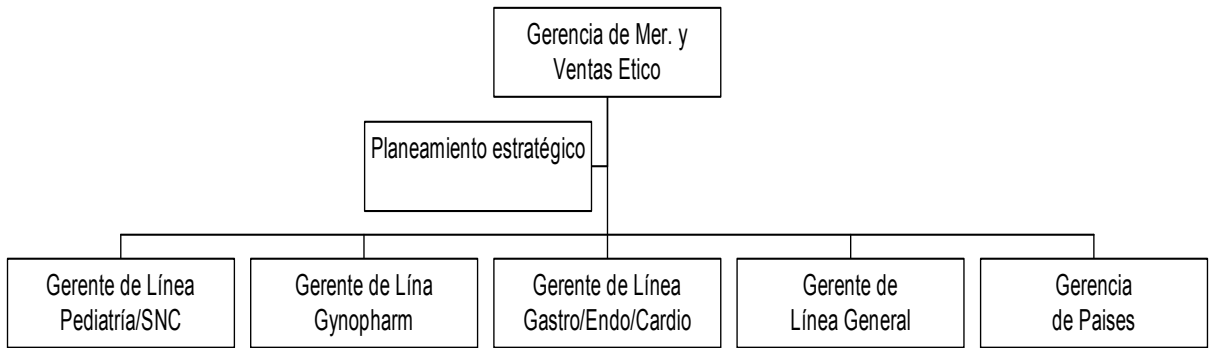 Gerencia de Mer. y
Ventas Etico
Planeamiento estratégico
Gerente de Línea
Pediatría/SNC
Gerente de Lína
Gynopharm
Gerente de Línea
Gastro/Endo/Cardio
Gerente de
Línea General
Gerencia
de Paises